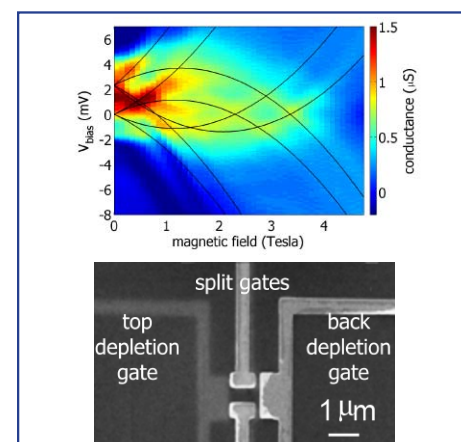 6
4
2
0
-2
-4
-6
-8
V bias (mV)
0 1 2 3 4
magnetic field (Tesla)
1.5
1
0.5
0
conductance (μS)
split gates
top back
depletion depletion
gate gate
1 μm